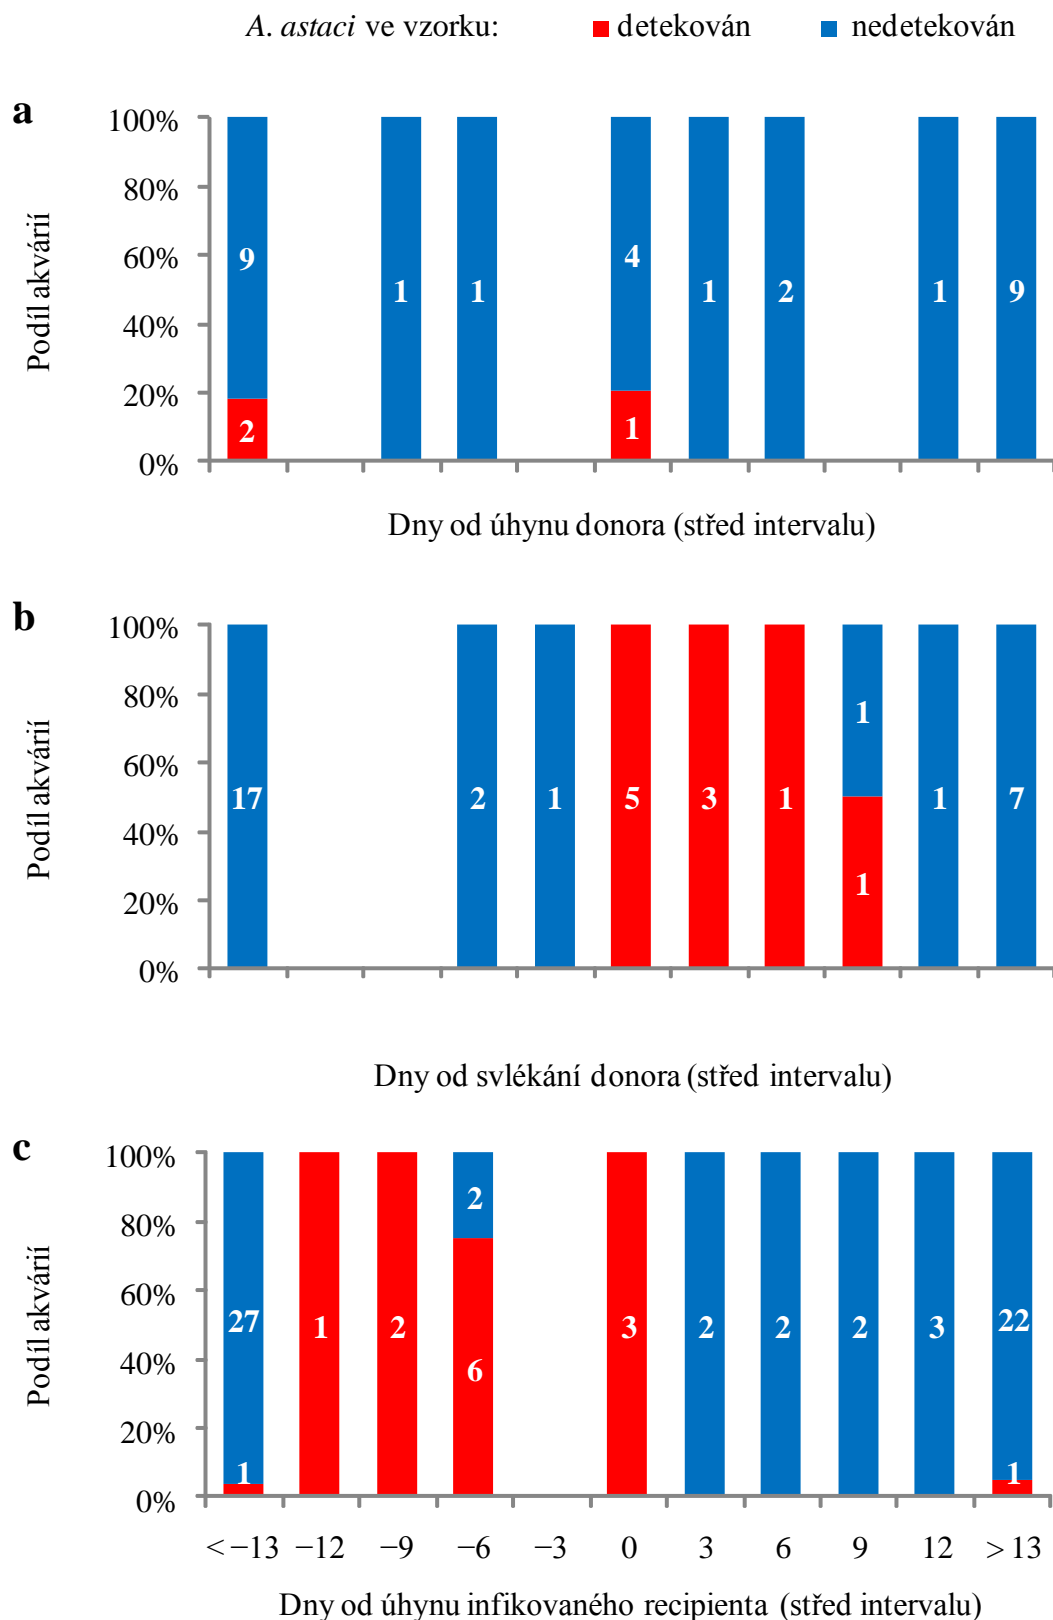 A. astaci ve vzorku: detekován nedetekován
a
Podíl akvárií
100%
80%
60%
40%
20%
0%
9 1 1 4 1 2 1 9
2 1
Dny od úhynu donora (střed intervalu)
b
Podíl akvárií
100%
80%
60%
40%
20%
0%
1
17 2 1 5 3 1 1 7
1
Dny od svlékání donora (střed intervalu)
c
Podíl akvárií
100%
80%
60%
40%
20%
0%
2
27 1 2 3 2 2 2 3 22
6
1 1
< −13 −12 −9 −6 −3 0 3 6 9 12 > 13
Dny od úhynu infikovaného recipienta (střed intervalu)